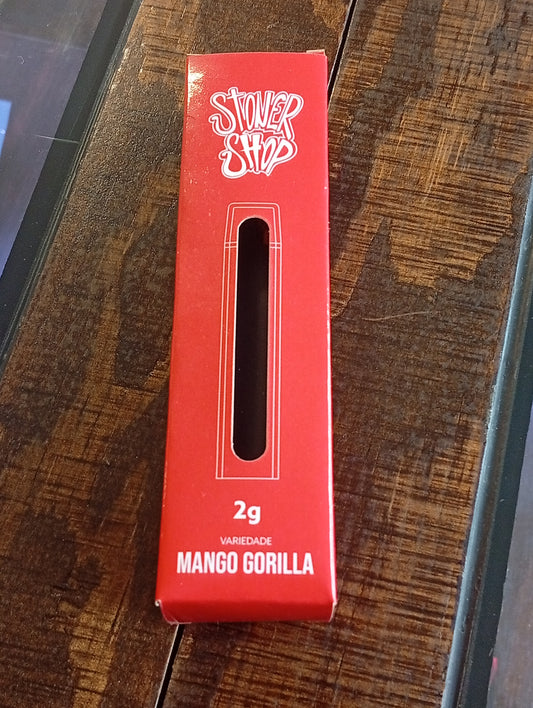 STONER
SHOP
2g
VARIEDADE
MANGO GORILLA